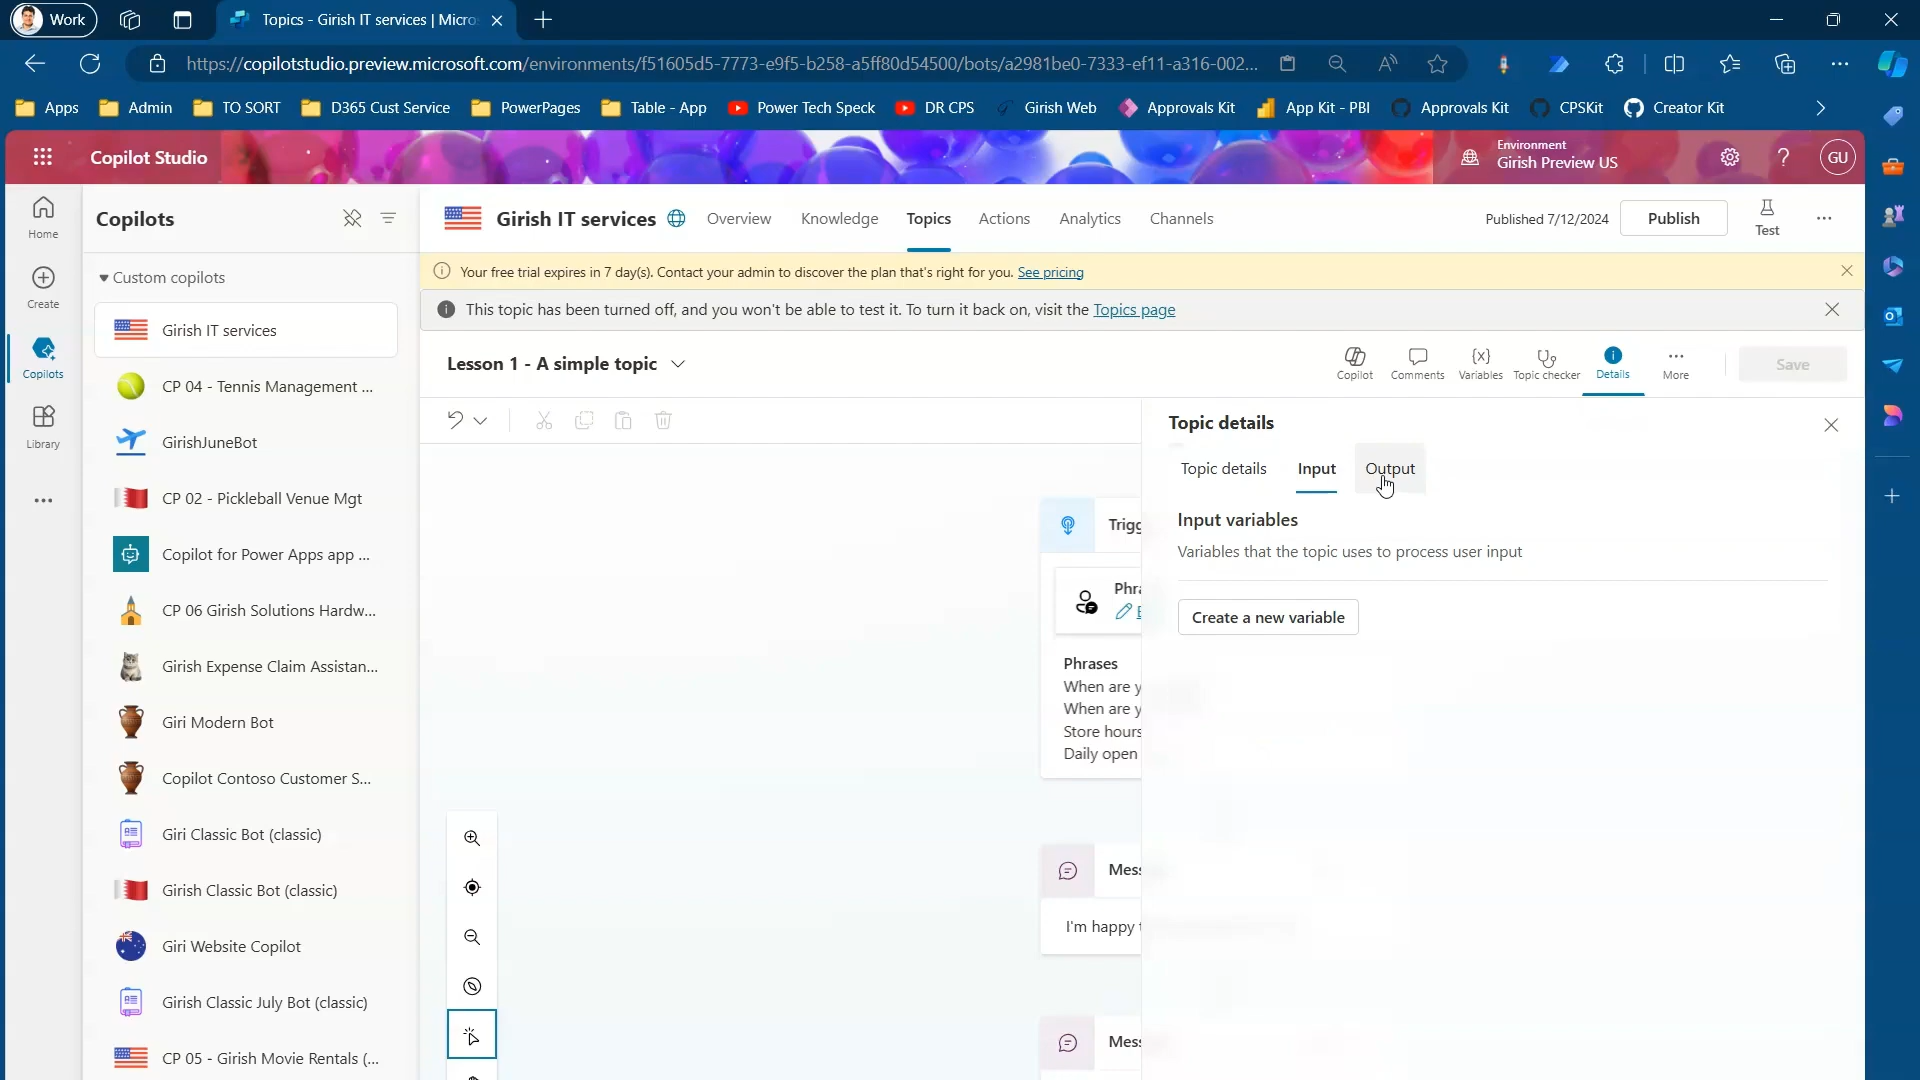 Work
Topics - Girish IT services | Micro
https://copilotstudio.preview.microsoft.com/environments/f51605d5-7773-e9f5-b258-a5ff80d54500/bots/a2981be0-7333-ef11-a316-002...
Apps
Admin
TO SORT
D365 Cust Service
PowerPages
Table - App
Power Tech Speck
DR CPS
Girish Web
Approvals Kit
App Kit - PBI
Approvals Kit
CPSKit
Creator Kit
Copilot Studio
Environment
Girish Preview US
GU
Home
Create
Copilots
Library
Copilots
Custom copilots
Girish IT services
CP 04 - Tennis Management ...
GirishJuneBot
CP 02 - Pickleball Venue Mgt
Copilot for Power Apps app ...
CP 06 Girish Solutions Hardw...
Girish Expense Claim Assistan...
Giri Modern Bot
Copilot Contoso Customer S...
Giri Classic Bot (classic)
Girish Classic Bot (classic)
Giri Website Copilot
Girish Classic July Bot (classic)
CP 05 - Girish Movie Rentals (...
Girish IT services
Overview
Knowledge
Topics
Actions
Analytics
Channels
Published 7/12/2024
Publish
Test
Your free trial expires in 7 day(s). Contact your admin to discover the plan that's right for you. See pricing
This topic has been turned off, and you won't be able to test it. To turn it back on, visit the Topics page
Lesson 1 - A simple topic
Copilot
Comments
Variables
Topic checker
Details
More
Save
Trigg
Phra
E
Phrases
When are y
When are y
Store hours
Daily open
Mess
I'm happy t
Mess
Topic details
Topic details
Input
Output
Input variables
Variables that the topic uses to process user input
Create a new variable